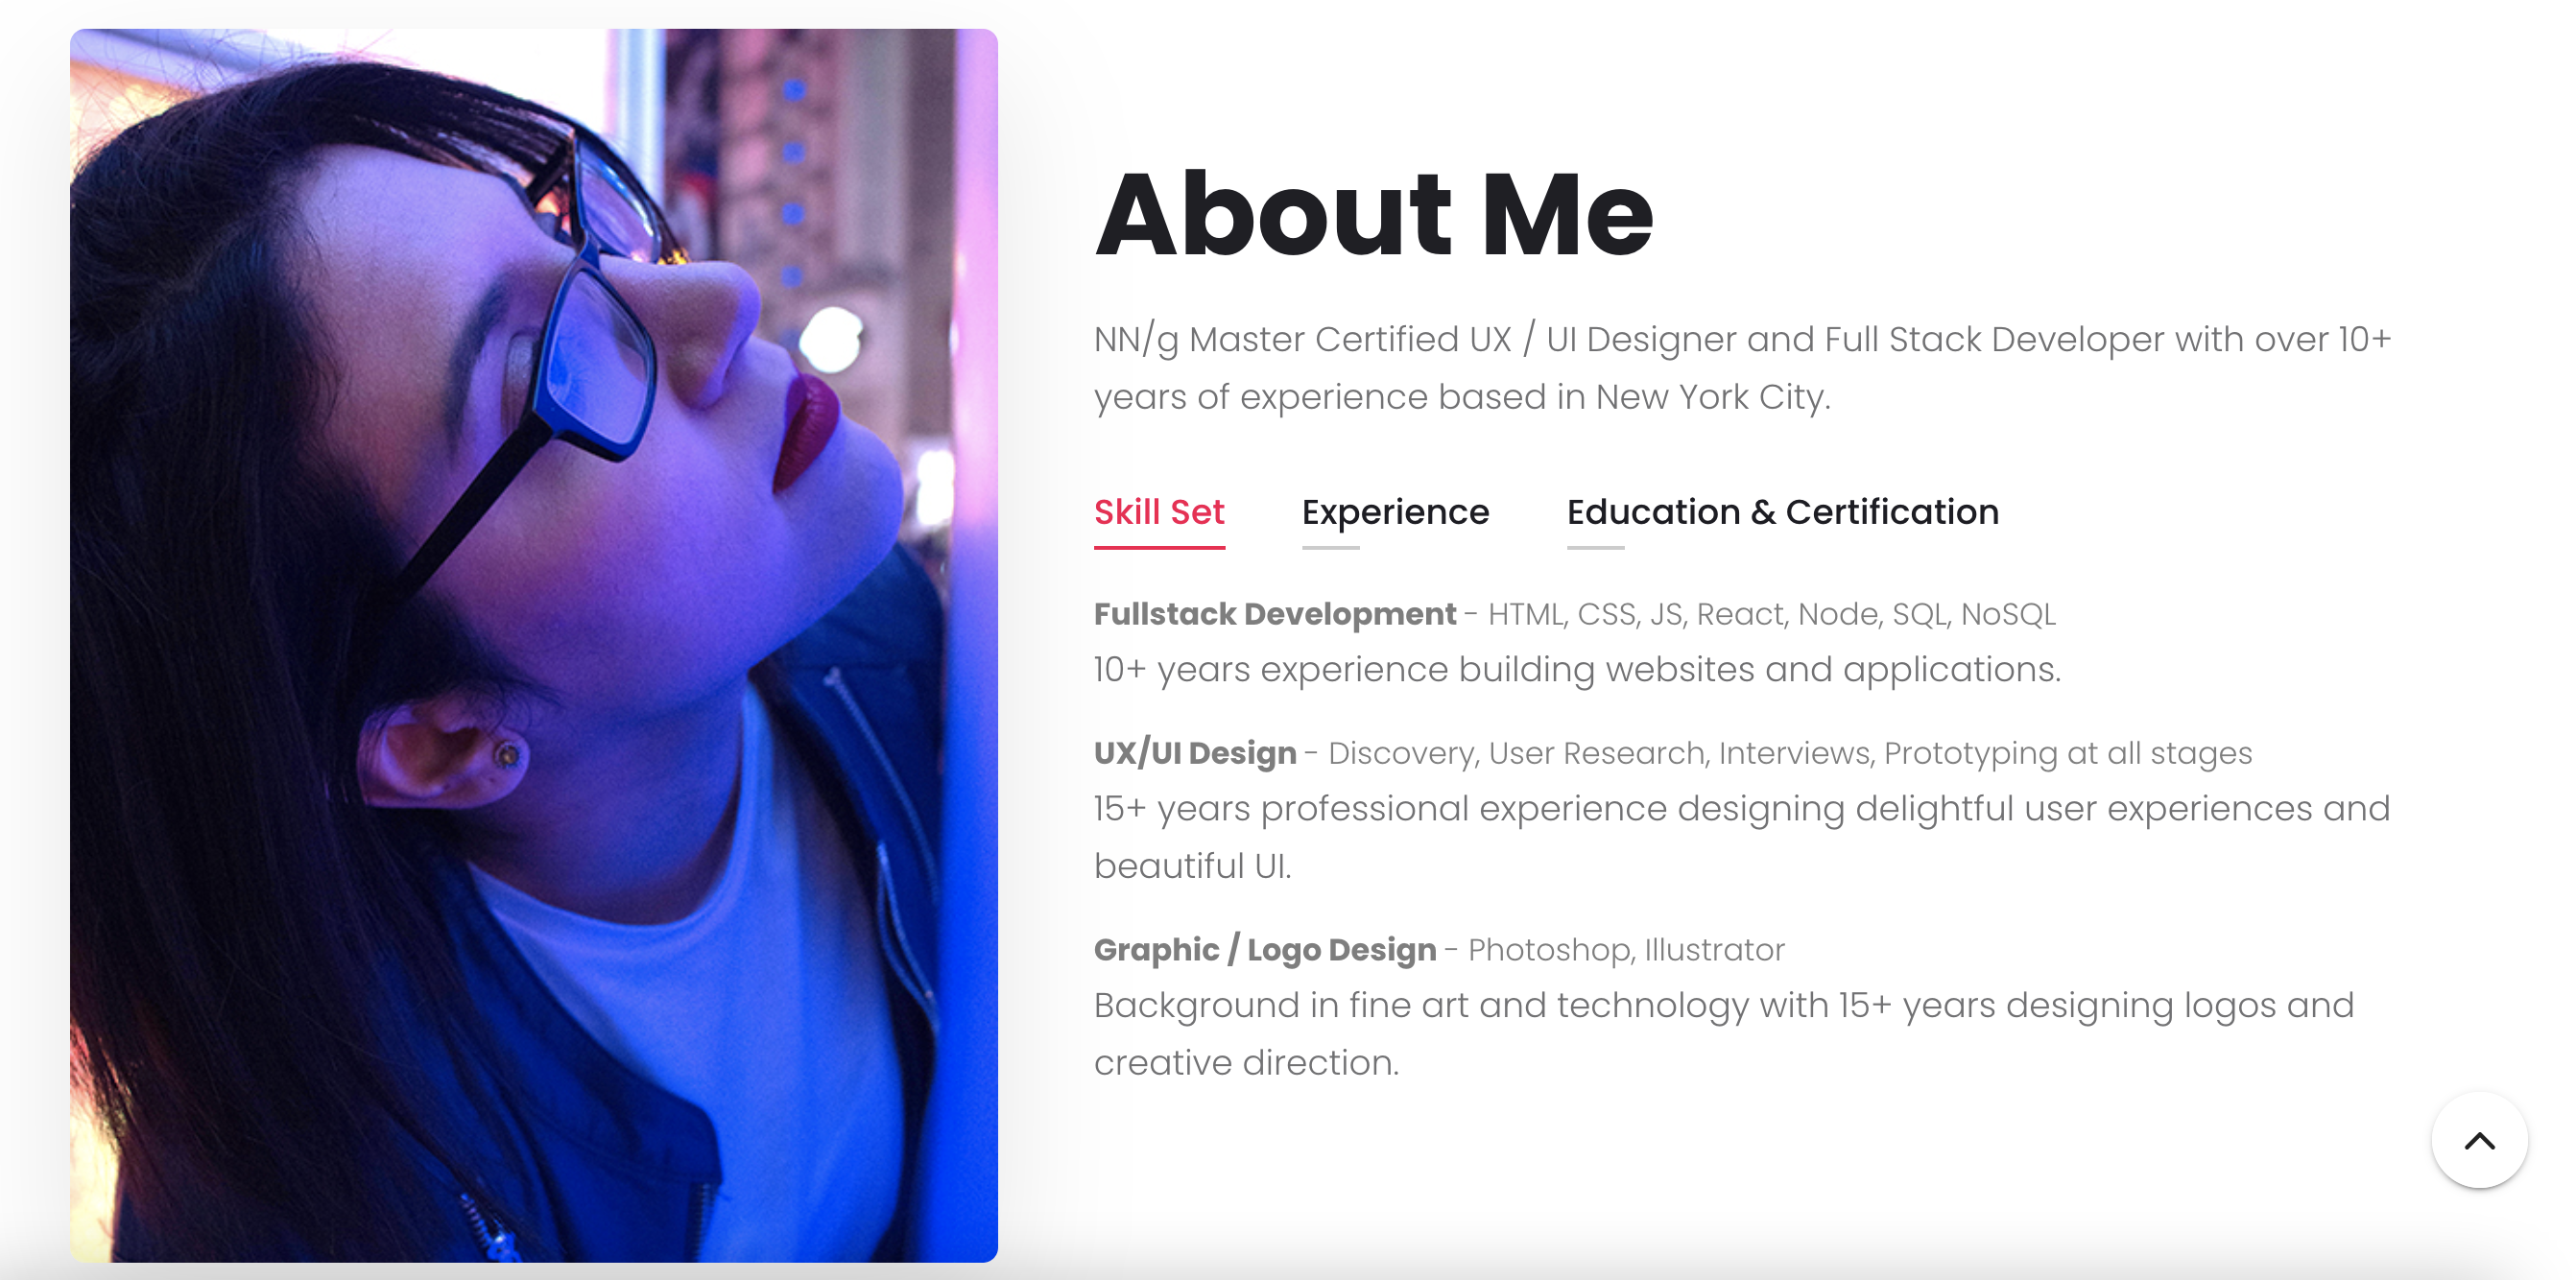 About Me
NN/g Master Certified UX / UI Designer and Full Stack Developer with over 10+
years of experience based in New York City.
Skill Set Experience Education & Certification
Fullstack Development - HTML, CSS, JS, React, Node, SQL, NoSQL
10+ years experience building websites and applications.
UX/UI Design - Discovery, User Research, Interviews, Prototyping at all stages
15+ years professional experience designing delightful user experiences and
beautiful UI.
Graphic / Logo Design - Photoshop, Illustrator
Background in fine art and technology with 15+ years designing logos and
creative direction.